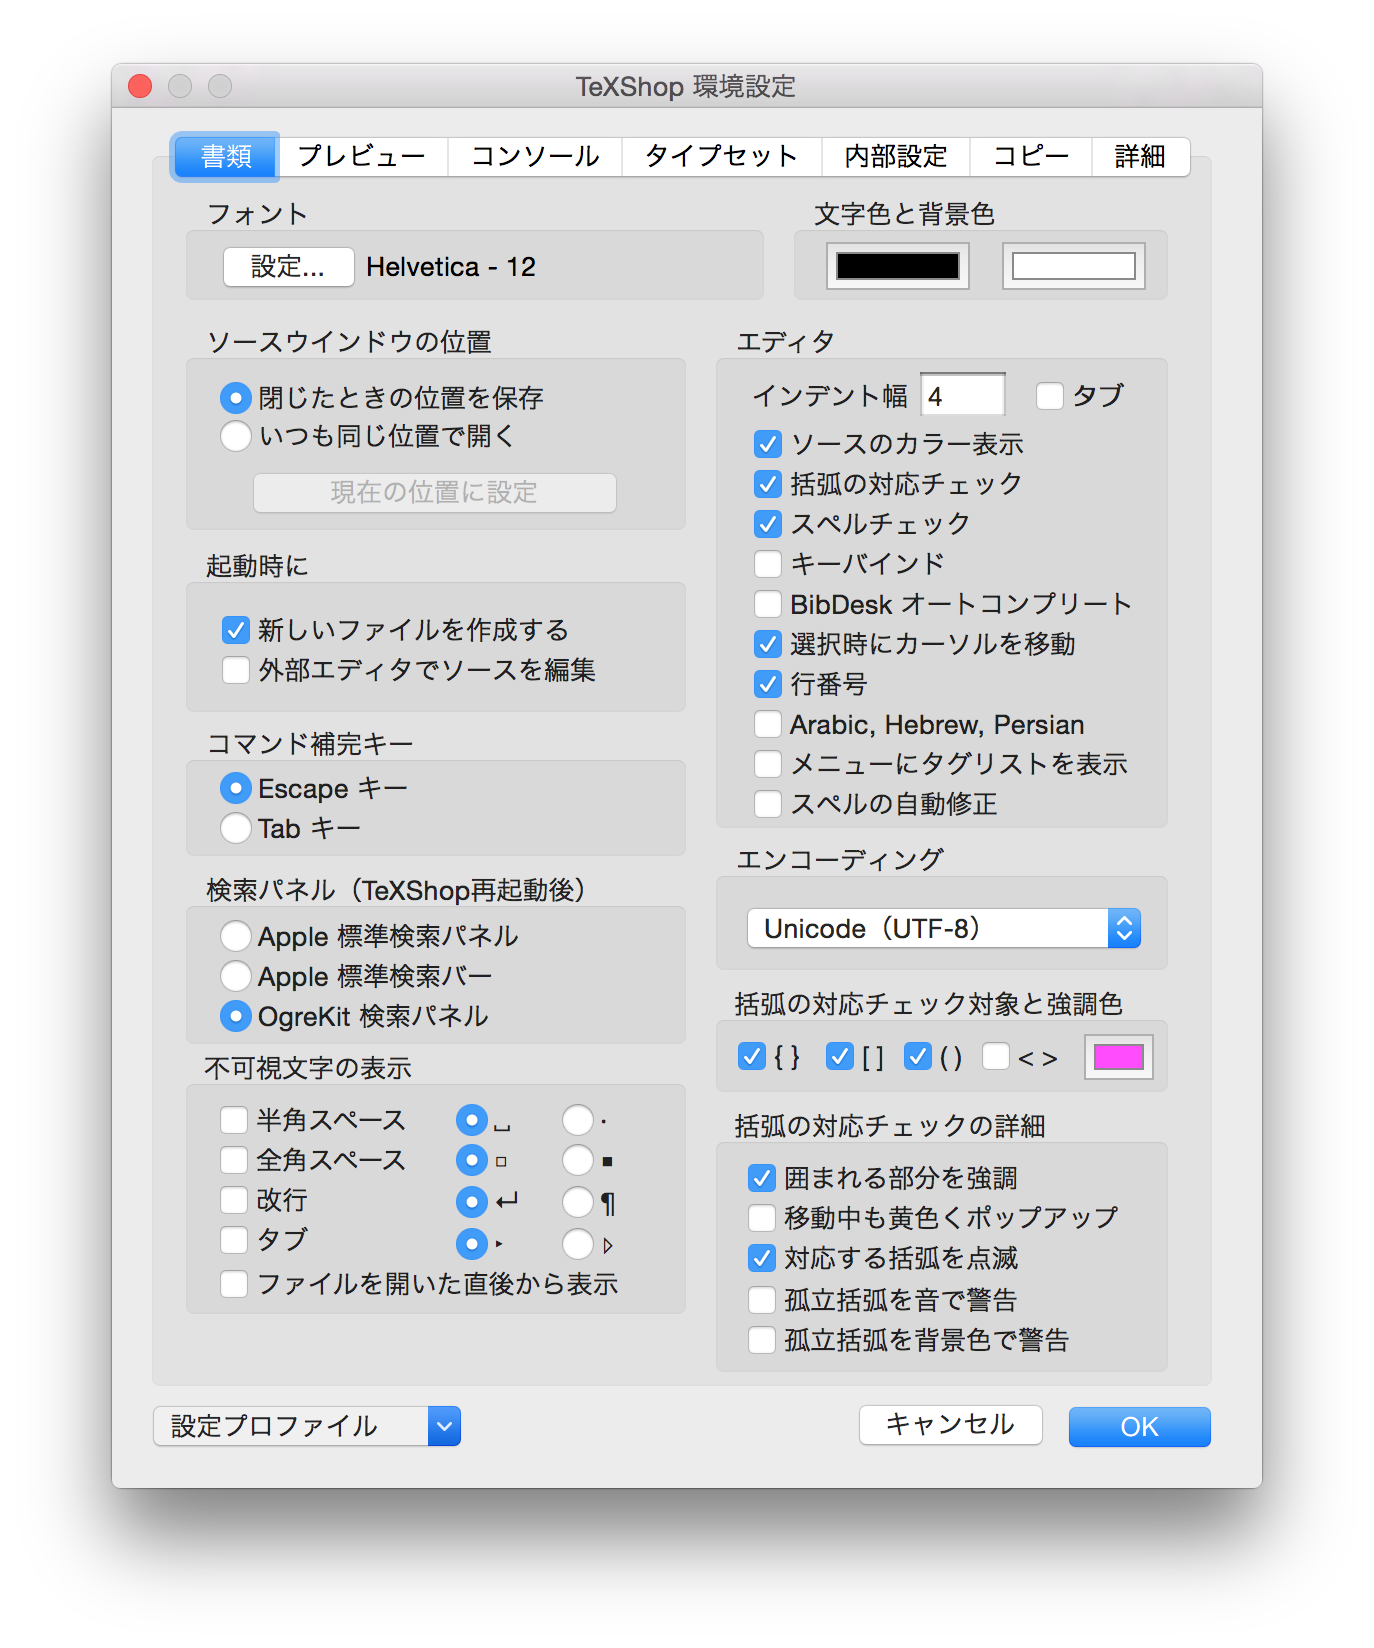 TeXShop 環境設定
書類 プレビュー コンソール タイプセット 内部設定 コピー 詳細
フォント
設定... Helvetica - 12
文字色と背景色
ソースウインドウの位置
閉じたときの位置を保存
いつも同じ位置で開く
現在の位置に設定
起動時に
新しいファイルを作成する
外部エディタでソースを編集
コマンド補完キー
Escape キー
Tab キー
検索パネル（TeXShop再起動後）
Apple 標準検索パネル
Apple 標準検索バー
OgreKit 検索パネル
不可視文字の表示
半角スペース ␣ ·
全角スペース ▫ ▪
改行 ↵ ¶
タブ ‣ ▹
ファイルを開いた直後から表示
エディタ
インデント幅 4 タブ
ソースのカラー表示
括弧の対応チェック
スペルチェック
キーバインド
BibDesk オートコンプリート
選択時にカーソルを移動
行番号
Arabic, Hebrew, Persian
メニューにタグリストを表示
スペルの自動修正
エンコーディング
Unicode（UTF-8）
括弧の対応チェック対象と強調色
{ } [ ] ( ) < >
括弧の対応チェックの詳細
囲まれる部分を強調
移動中も黄色くポップアップ
対応する括弧を点滅
孤立括弧を音で警告
孤立括弧を背景色で警告
設定プロファイル キャンセル OK